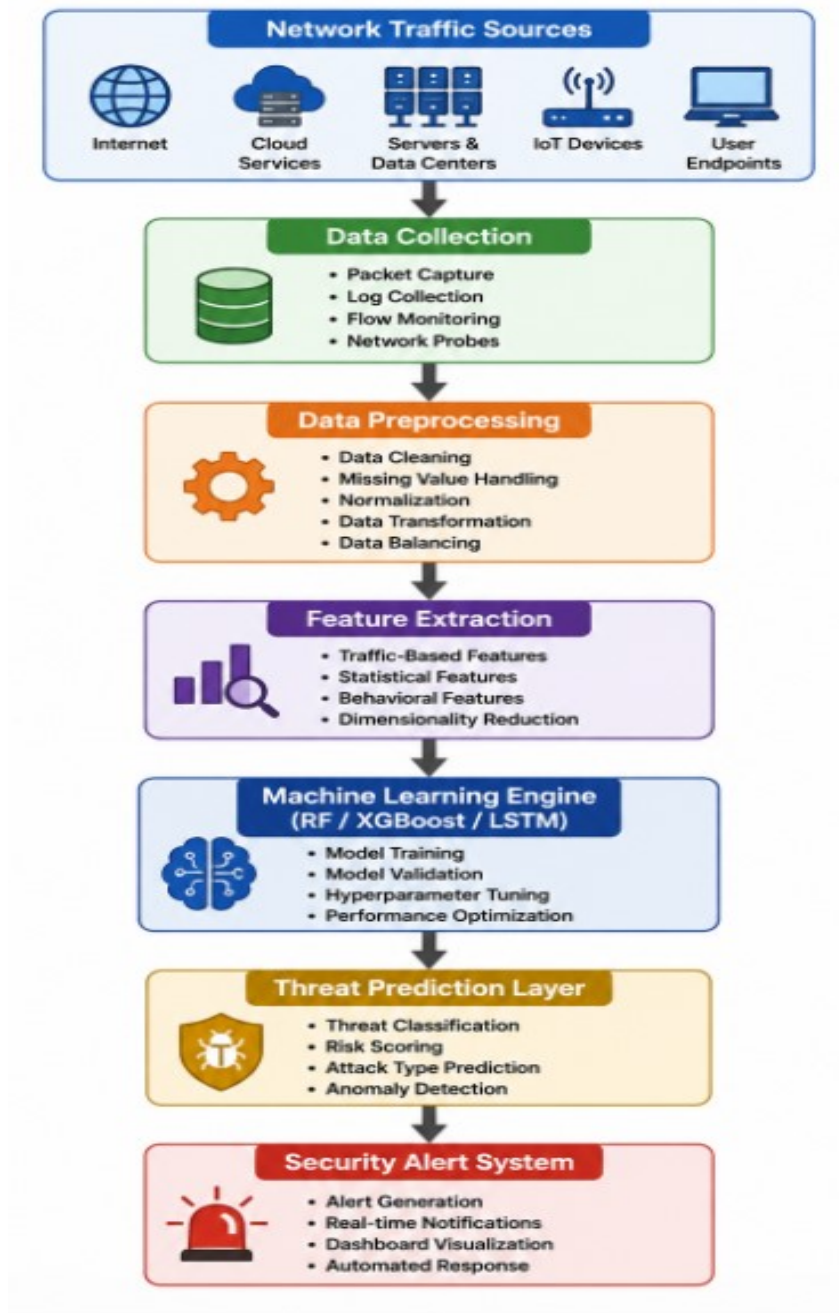 Network Traffic Sources
Internet
Cloud
Services
Servers &
Data Centers
IoT Devices
User
Endpoints
Data Collection
• Packet Capture
• Log Collection
• Flow Monitoring
• Network Probes
Data Preprocessing
• Data Cleaning
• Missing Value Handling
• Normalization
• Data Transformation
• Data Balancing
Feature Extraction
• Traffic-Based Features
• Statistical Features
• Behavioral Features
• Dimensionality Reduction
Machine Learning Engine
(RF / XGBoost / LSTM)
• Model Training
• Model Validation
• Hyperparameter Tuning
• Performance Optimization
Threat Prediction Layer
• Threat Classification
• Risk Scoring
• Attack Type Prediction
• Anomaly Detection
Security Alert System
• Alert Generation
• Real-time Notifications
• Dashboard Visualization
• Automated Response